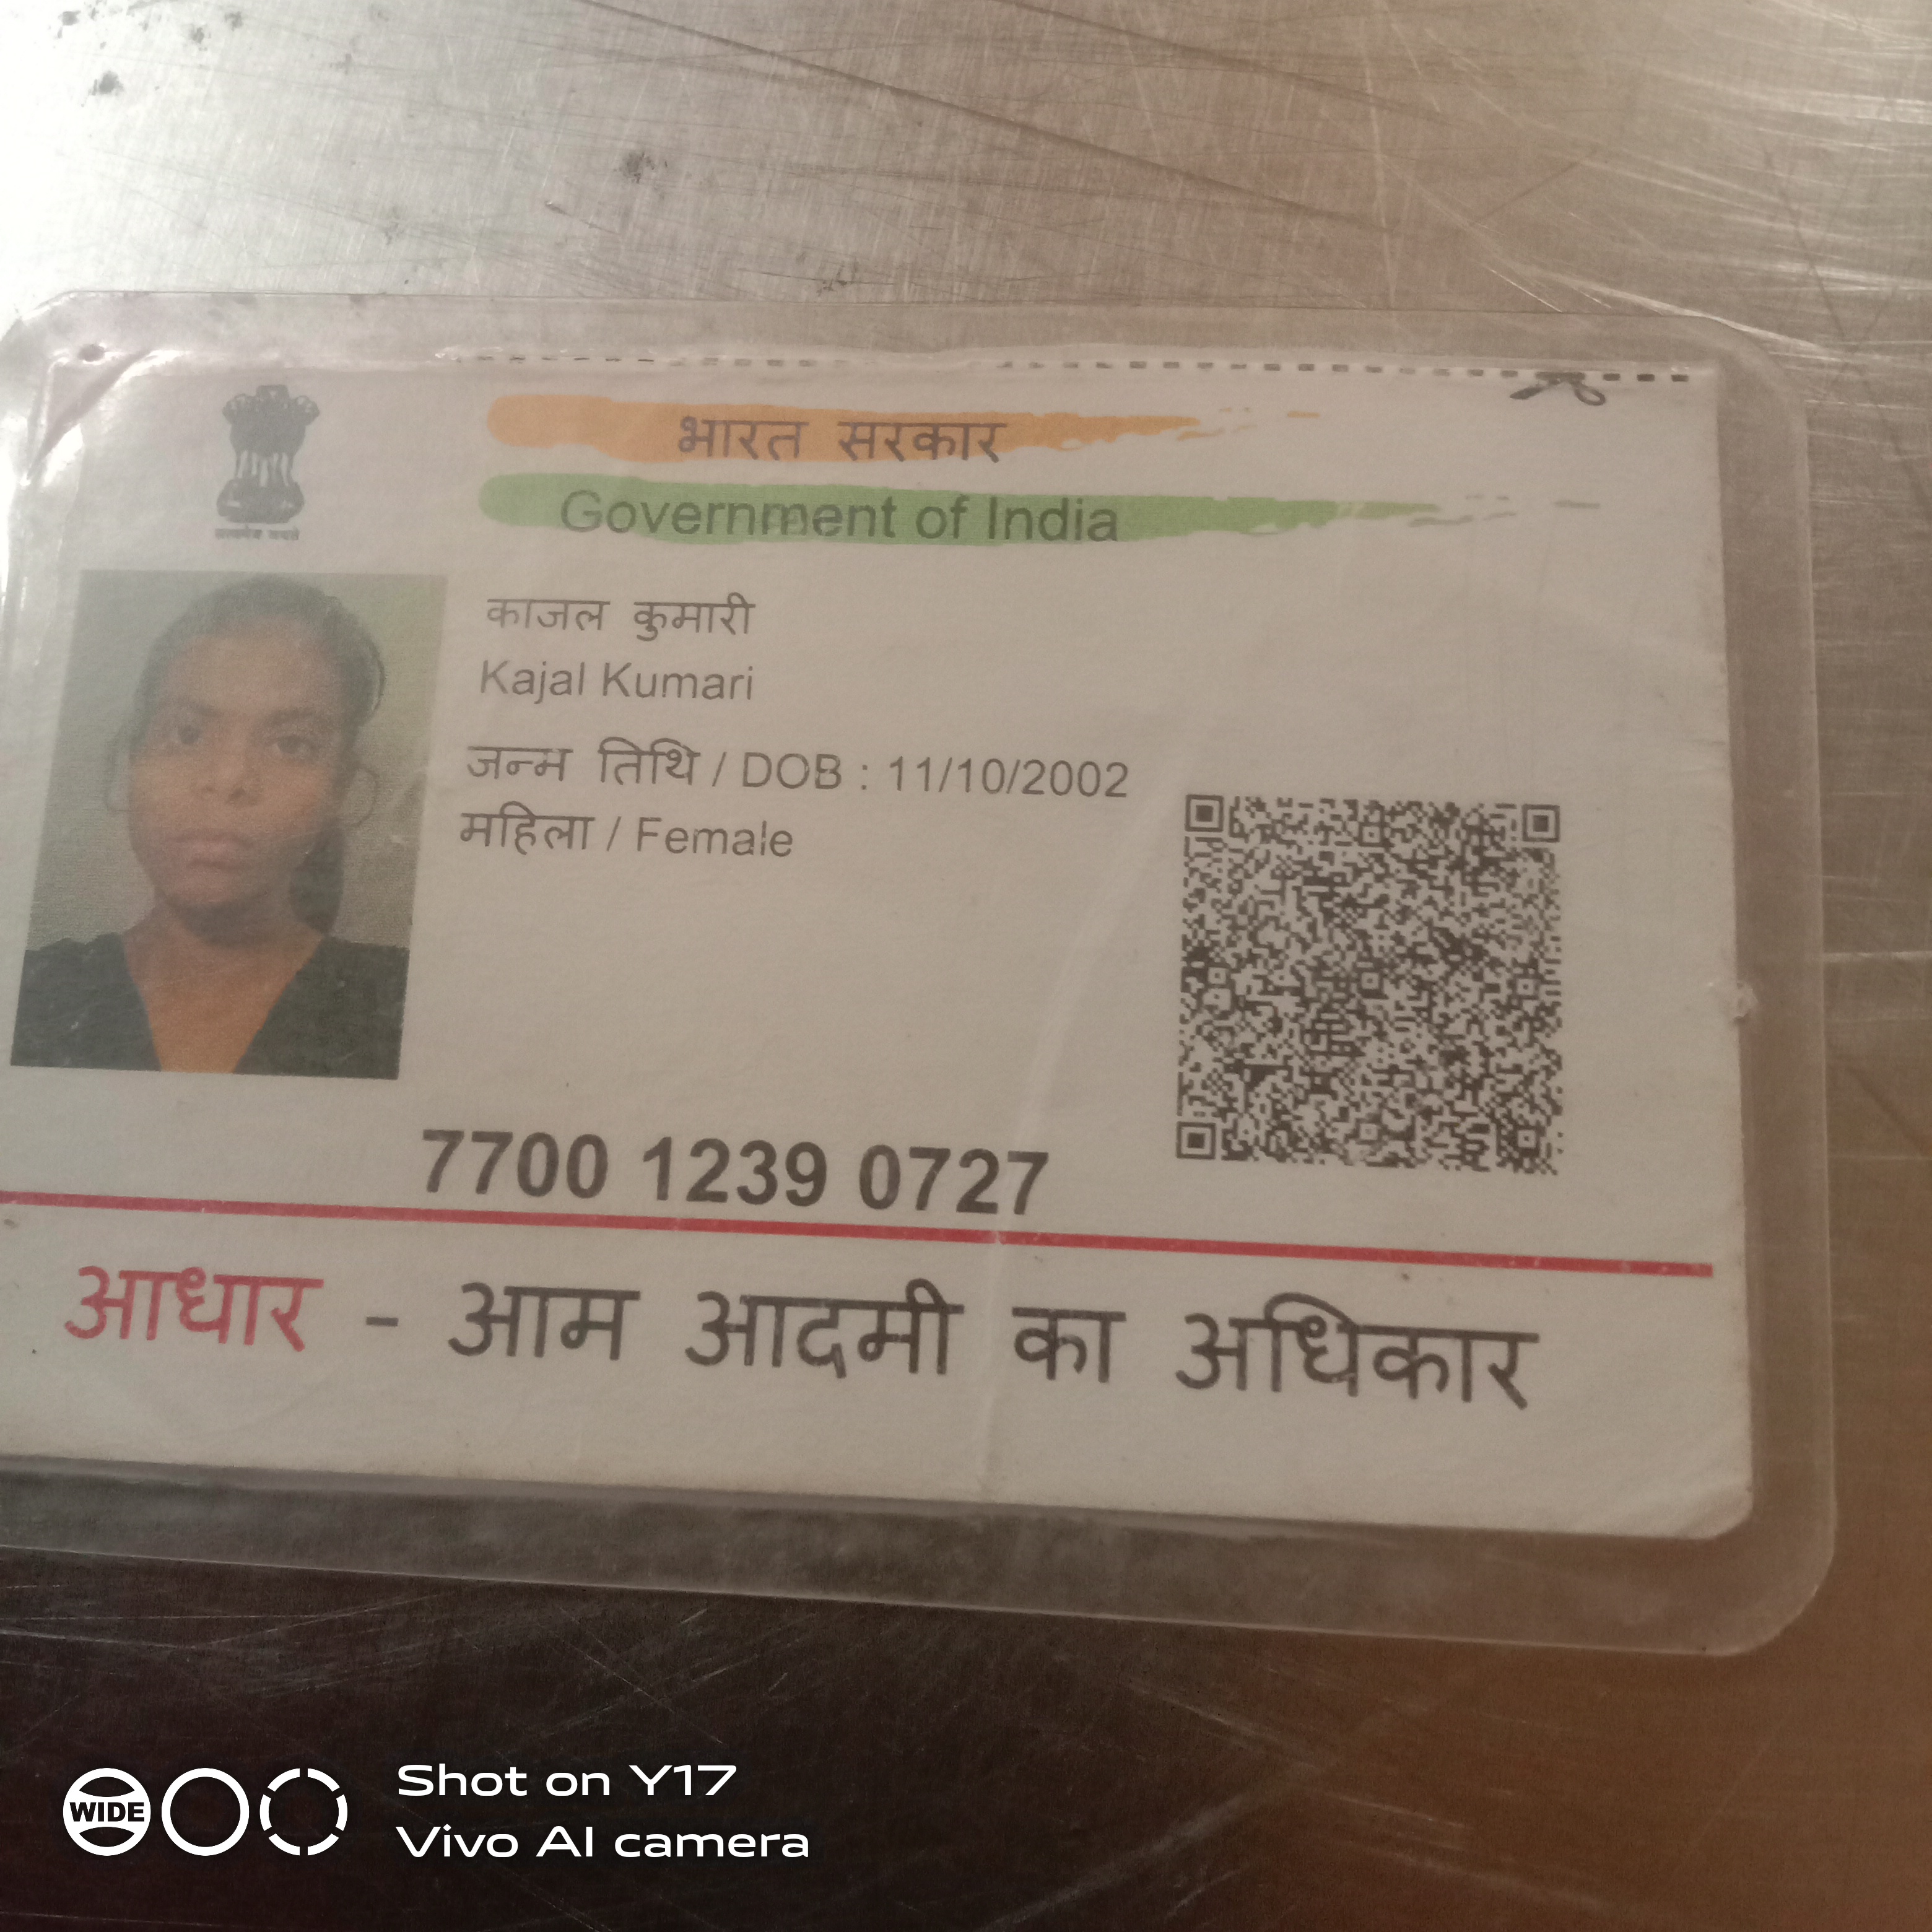 भारत सरकार
Government of India
काजल कुमारी
Kajal Kumari
जन्म तिथि / DOB : 11/10/2002
महिला / Female
7700 1239 0727
आधार - आम आदमी का अधिकार
WIDE
Shot on Y17
Vivo AI camera